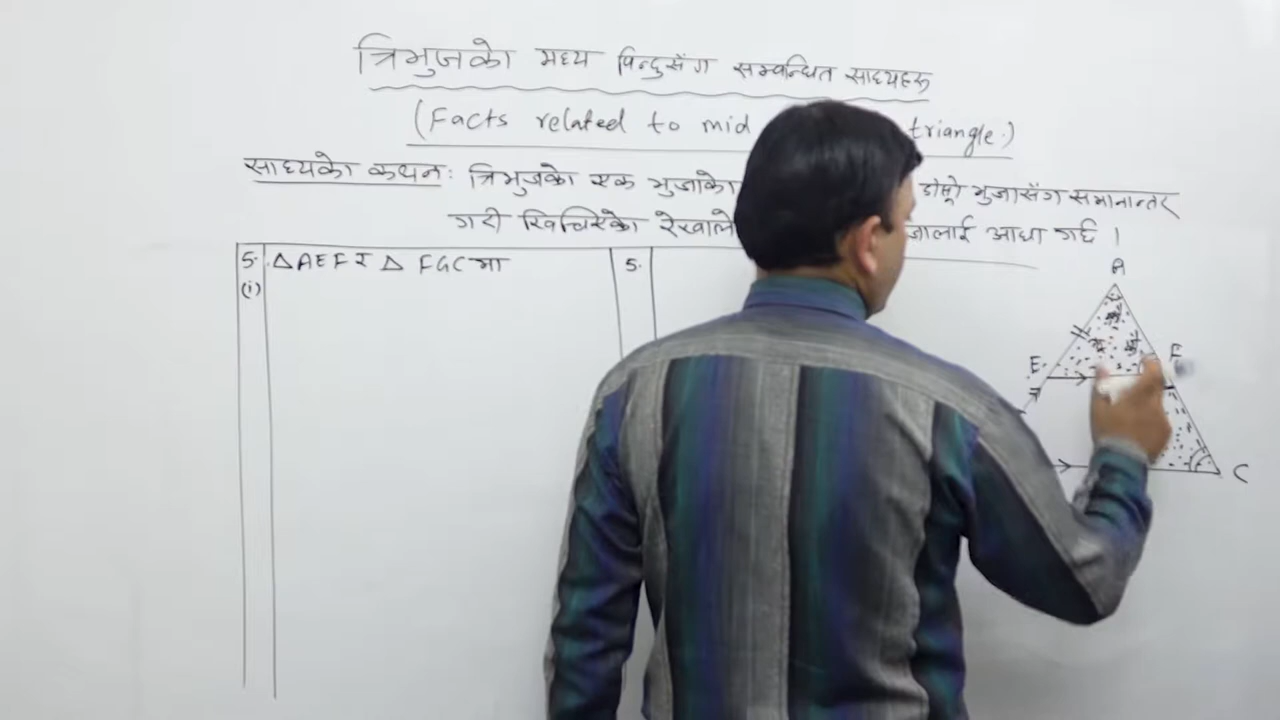 त्रिभुजको मध्य विन्दुसँग सम्बन्धित साध्यहरू
(Facts related to mid triangle.)
साध्यको कथन: त्रिभुजको एक भुजाको दोस्रो भुजासँग समानान्तर
गरी खिचिएको रेखाले आधा गर्छ ।
5. △AEF र △ FGC मा
(i)
5.
A
E
F
C